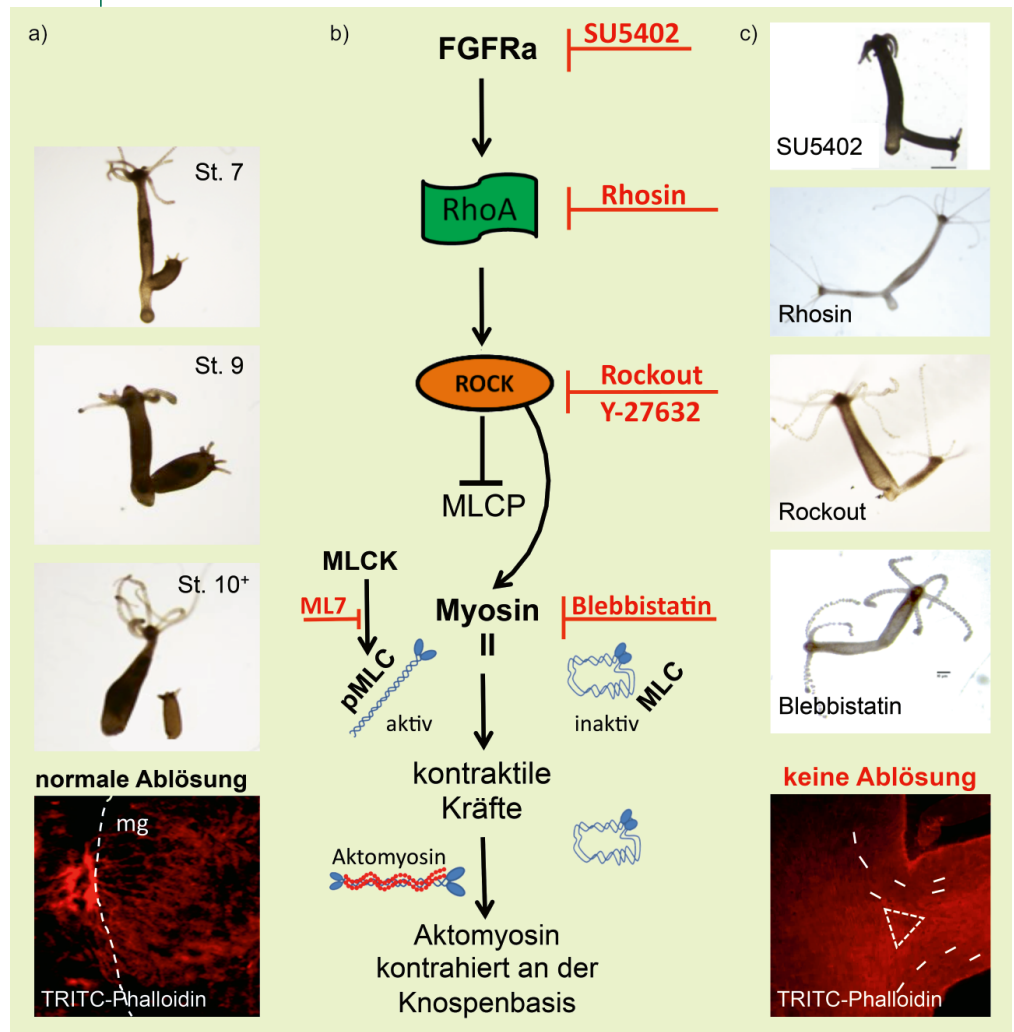 a)
St. 7
St. 9
St. 10⁺
normale Ablösung
mg
TRITC-Phalloidin
b)
FGFRa
SU5402
RhoA
Rhosin
ROCK
Rockout
Y-27632
MLCP
MLCK
ML7
Myosin
II
Blebbistatin
pMLC
aktiv
MLC
inaktiv
kontraktile
Kräfte
Aktomyosin
Aktomyosin
kontrahiert an der
Knospenbasis
c)
SU5402
Rhosin
Rockout
Blebbistatin
keine Ablösung
TRITC-Phalloidin